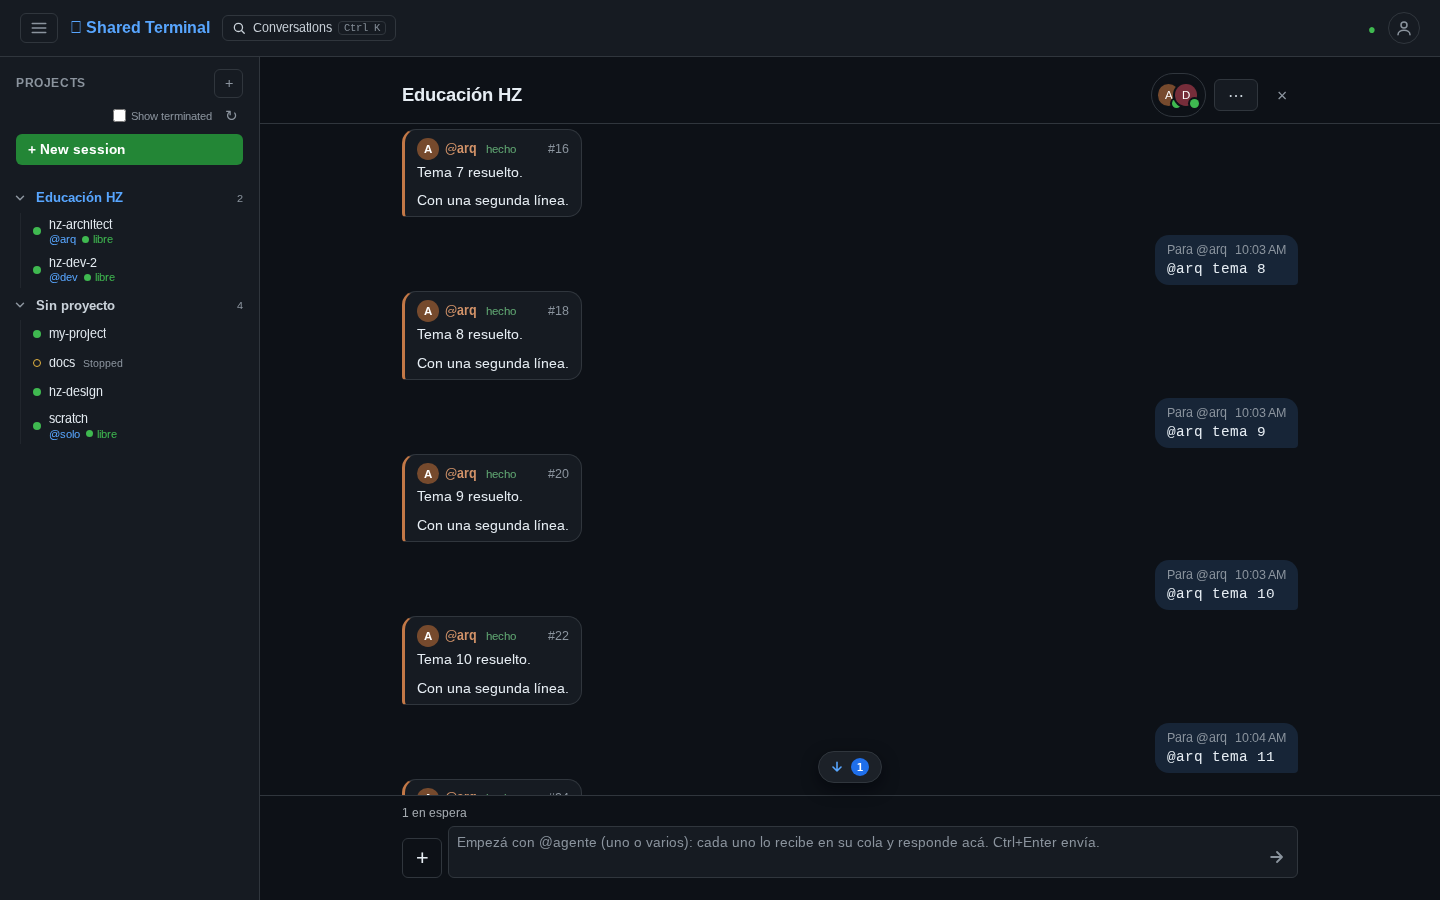 Shared Terminal
Conversations Ctrl K
PROJECTS
+
Show terminated
+ New session
Educación HZ 2
hz-architect
@arq libre
hz-dev-2
@dev libre
Sin proyecto 4
my-project
docs Stopped
hz-design
scratch
@solo libre
Educación HZ
A D ⋯ ×
A @arq hecho #16
Tema 7 resuelto.
Con una segunda línea.
Para @arq 10:03 AM
@arq tema 8
A @arq hecho #18
Tema 8 resuelto.
Con una segunda línea.
Para @arq 10:03 AM
@arq tema 9
A @arq hecho #20
Tema 9 resuelto.
Con una segunda línea.
Para @arq 10:03 AM
@arq tema 10
A @arq hecho #22
Tema 10 resuelto.
Con una segunda línea.
Para @arq 10:04 AM
@arq tema 11
1
1 en espera
+
Empezá con @agente (uno o varios): cada uno lo recibe en su cola y responde acá. Ctrl+Enter envía.